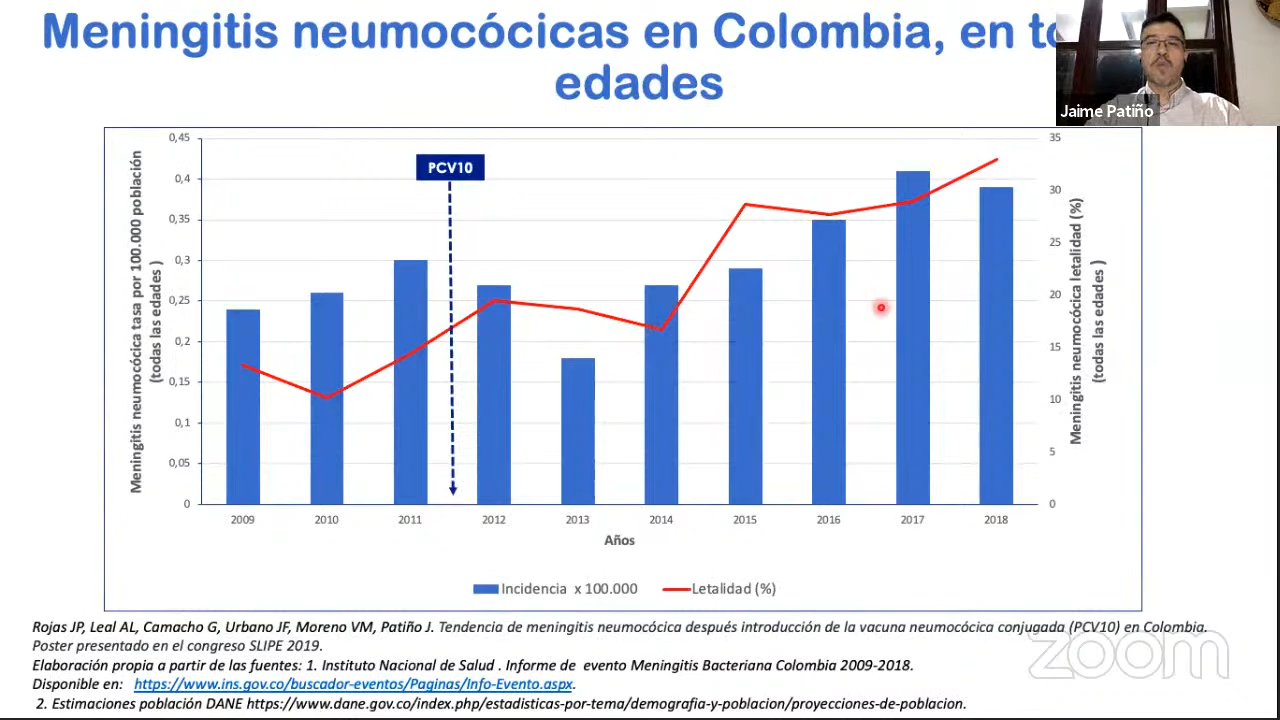 Meningitis neumocócicas en Colombia, en
edades
Jaime Patiño
PCV10
Meningitis neumocócica tasa por 100.000 población
(todas las edades )
0,45
0,4
0,35
0,3
0,25
0,2
0,15
0,1
0,05
0
35
30
25
20
15
10
5
0
Meningitis neumocócica letalidad (%)
(todas las edades )
2009 2010 2011 2012 2013 2014 2015 2016 2017 2018
Años
Incidencia x 100.000 Letalidad (%)
Rojas JP, Leal AL, Camacho G, Urbano JF, Moreno VM, Patiño J. Tendencia de meningitis neumocócica después introducción de la vacuna neumocócica conjugada (PCV10) en Colombia.
Poster presentado en el congreso SLIPE 2019.
Elaboración propia a partir de las fuentes: 1. Instituto Nacional de Salud . Informe de evento Meningitis Bacteriana Colombia 2009-2018.
Disponible en: https://www.ins.gov.co/buscador-eventos/Paginas/Info-Evento.aspx.
2. Estimaciones población DANE https://www.dane.gov.co/index.php/estadisticas-por-tema/demografia-y-poblacion/proyecciones-de-poblacion.
zoom